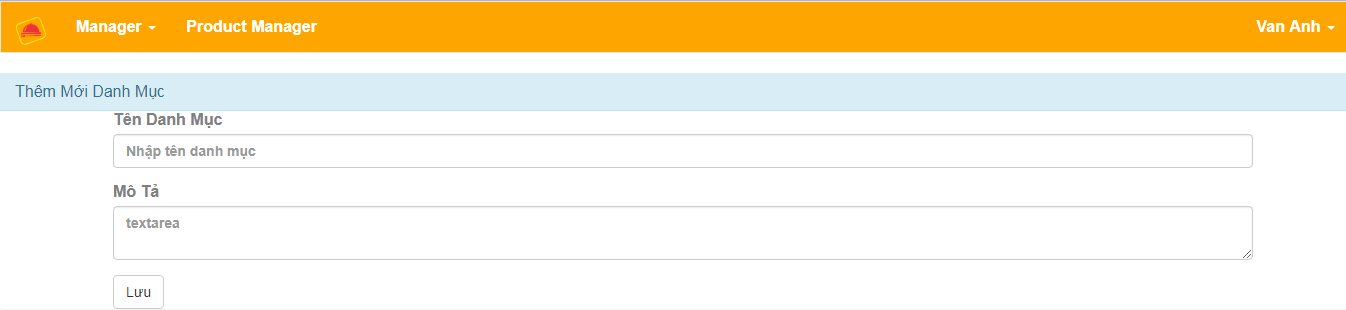 Manager Product Manager Van Anh
Thêm Mới Danh Mục
Tên Danh Mục
Nhập tên danh mục
Mô Tả
textarea
Lưu